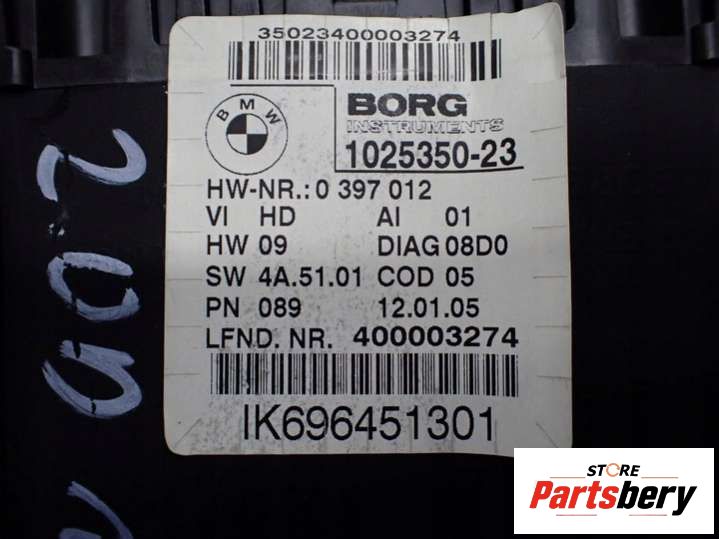 35023400003274
BMW
BORG
INSTRUMENTS
1025350-23
HW-NR.: 0 397 012
VI HD AI 01
HW 09 DIAG 08D0
SW 4A.51.01 COD 05
PN 089 12.01.05
LFND. NR. 400003274
IK696451301
STORE
Partsbery